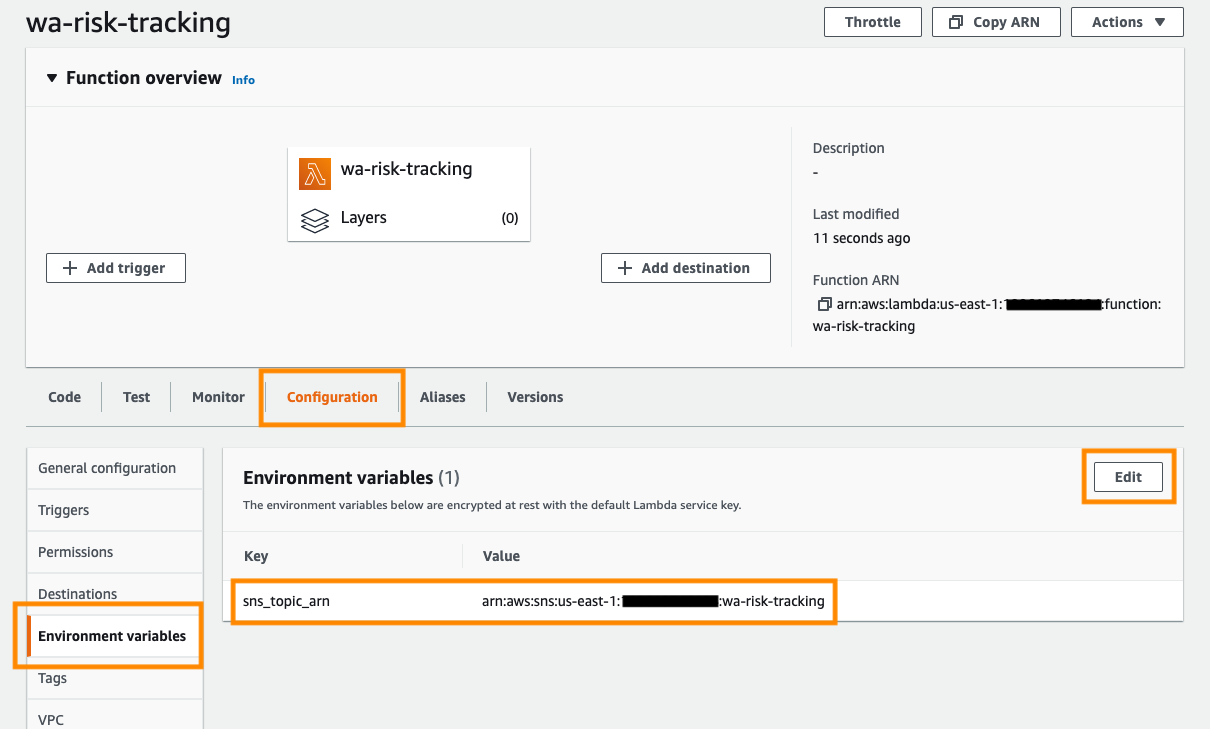 wa-risk-tracking
Throttle
Copy ARN
Actions
Function overview Info
wa-risk-tracking
Layers (0)
Add trigger
Add destination
Description
-
Last modified
11 seconds ago
Function ARN
arn:aws:lambda:us-east-1: :function:
wa-risk-tracking
Code Test Monitor Configuration Aliases Versions
General configuration
Triggers
Permissions
Destinations
Environment variables
Tags
VPC
Environment variables (1)
Edit
The environment variables below are encrypted at rest with the default Lambda service key.
Key Value
sns_topic_arn arn:aws:sns:us-east-1: :wa-risk-tracking